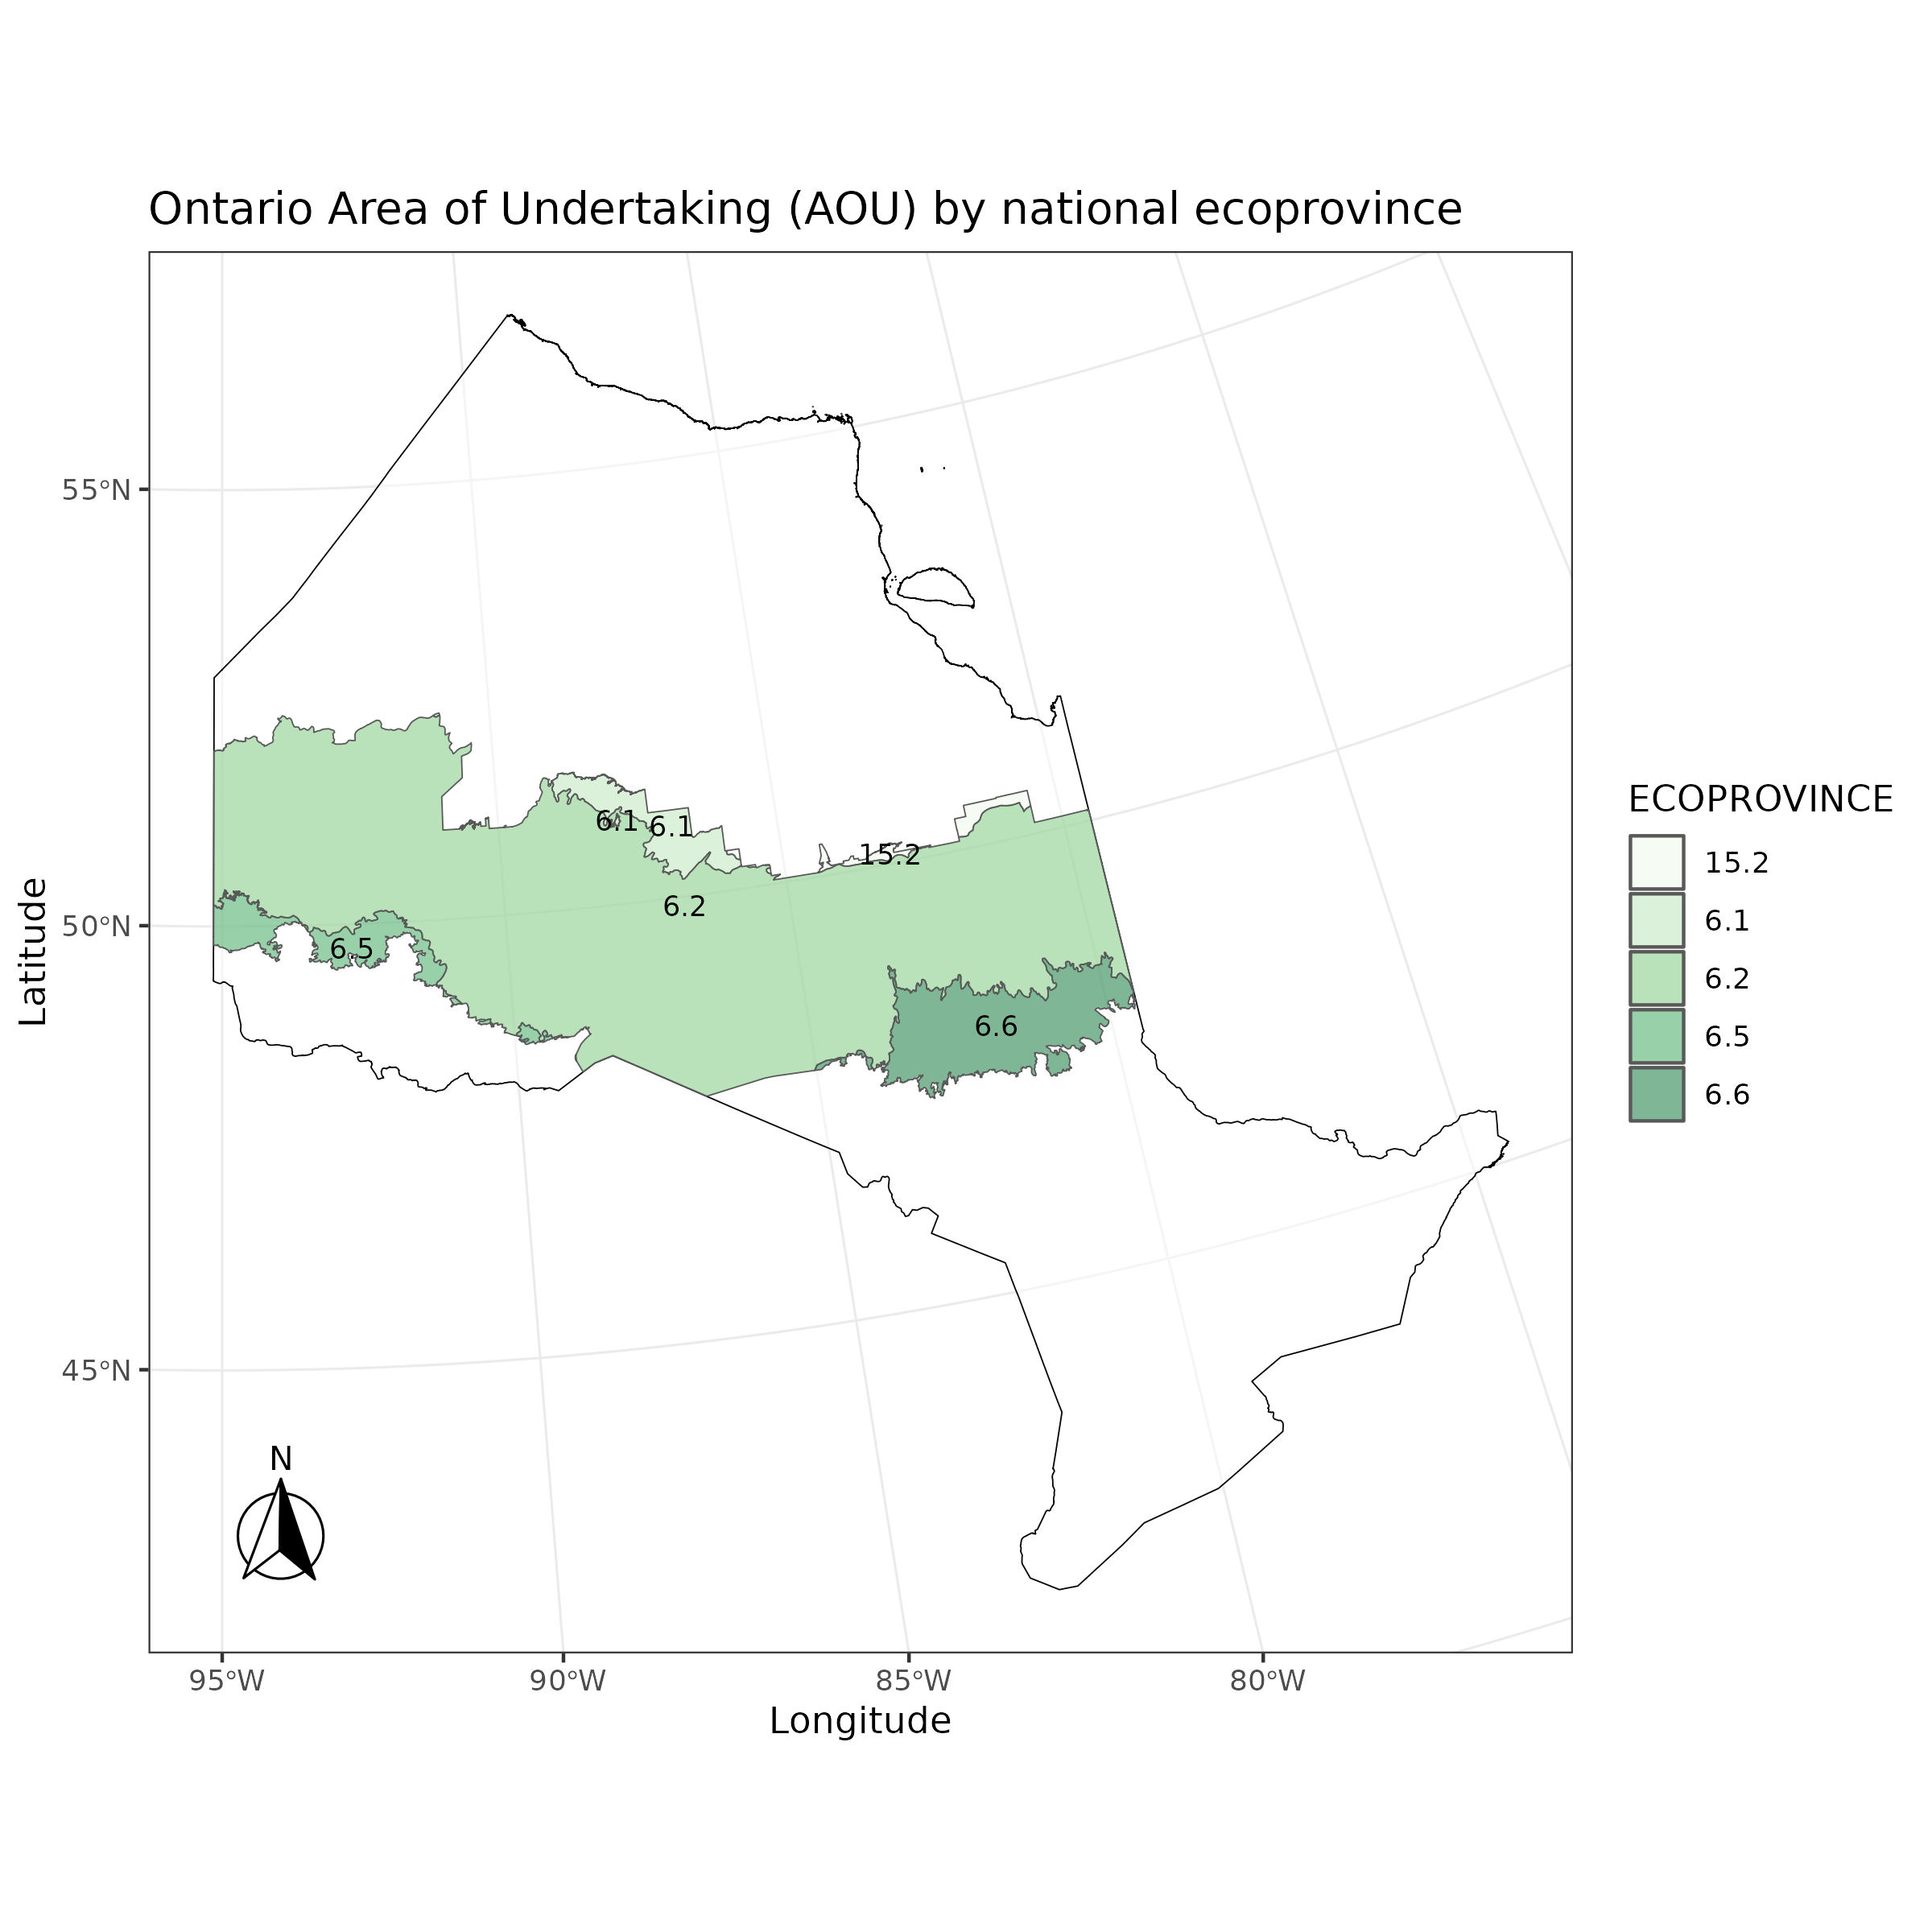 Ontario Area of Undertaking (AOU) by national ecoprovince
55°N
50°N
45°N
Latitude
6.1
6.1
15.2
6.2
6.5
6.6
N
95°W
90°W
85°W
80°W
Longitude
ECOPROVINCE
15.2
6.1
6.2
6.5
6.6